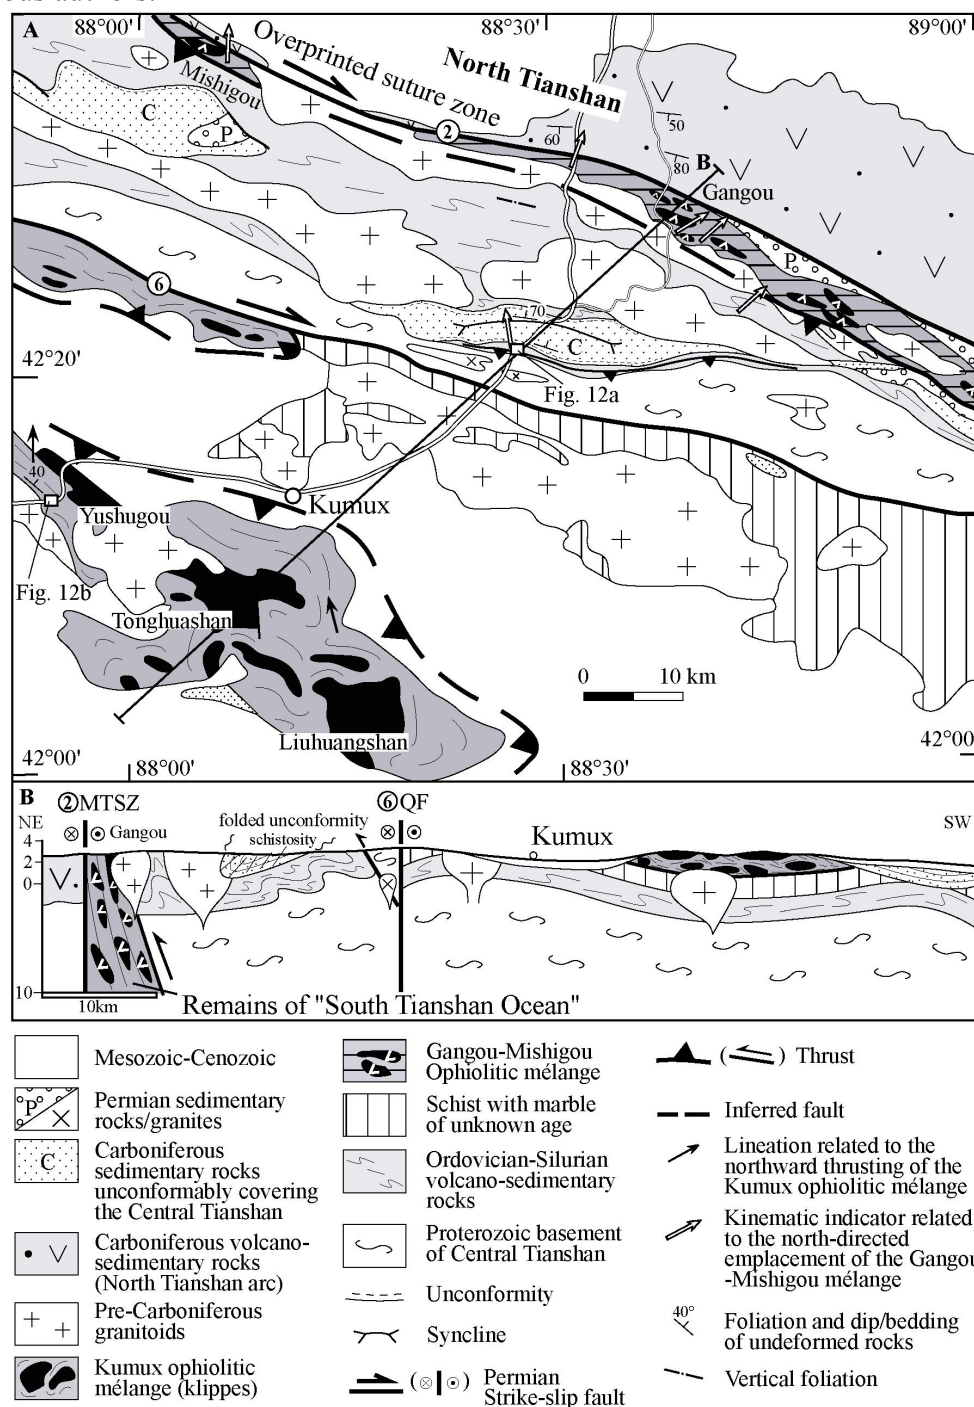 A
88°00'
88°30'
89°00'
Mishigou
Overprinted suture zone
North Tianshan
C
P
2
60
50
80
B
Gangou
P
6
70
C
42°20'
Fig. 12a
40
Yushugou
Kumux
Fig. 12b
Tonghuashan
0 10 km
Liuhuangshan
42°00'
42°00
88°00'
88°30'
B
②MTSZ
⑥QF
NE
Gangou
folded unconformity
schistosity
Kumux
SW
4
2
0
10
10km
Remains of "South Tianshan Ocean"
Mesozoic-Cenozoic
P
Permian sedimentary
rocks/granites
C
Carboniferous
sedimentary rocks
unconformably covering
the Central Tianshan
Carboniferous volcano-
sedimentary rocks
(North Tianshan arc)
Pre-Carboniferous
granitoids
Kumux ophiolitic
mélange (klippes)
Gangou-Mishigou
Ophiolitic mélange
Schist with marble
of unknown age
Ordovician-Silurian
volcano-sedimentary
rocks
Proterozoic basement
of Central Tianshan
Unconformity
Syncline
Permian
Strike-slip fault
Thrust
Inferred fault
Lineation related to the
northward thrusting of the
Kumux ophiolitic mélange
Kinematic indicator related
to the north-directed
emplacement of the Gangou
-Mishigou mélange
40°
Foliation and dip/bedding
of undeformed rocks
Vertical foliation